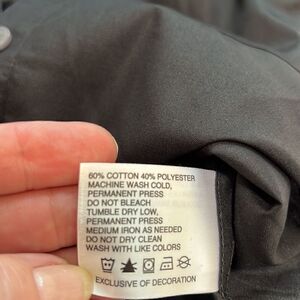 60% COTTON 40% POLYESTER
MACHINE WASH COLD,
PERMANENT PRESS
DO NOT BLEACH
TUMBLE DRY LOW,
PERMANENT PRESS
MEDIUM IRON AS NEEDED
DO NOT DRY CLEAN
WASH WITH LIKE COLORS
EXCLUSIVE OF DECORATION